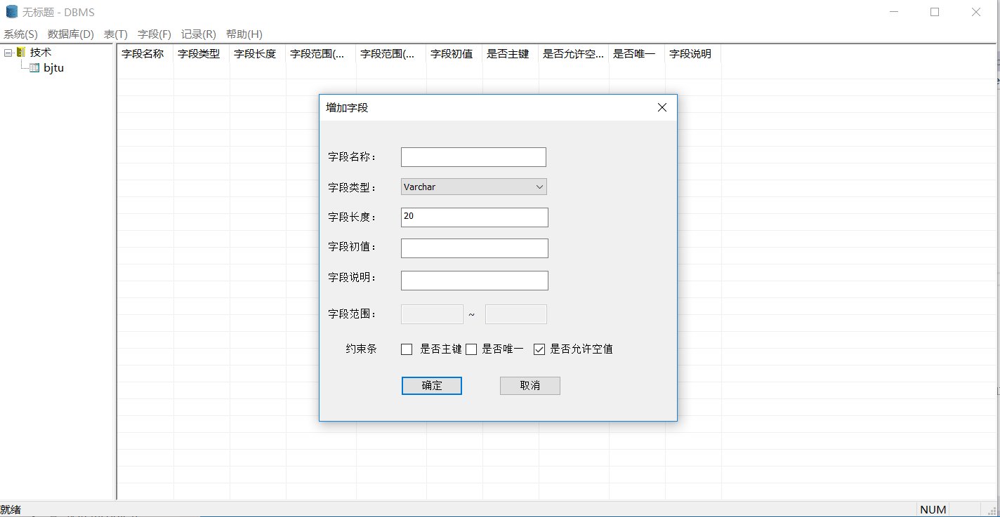 无标题 - DBMS
系统(S) 数据库(D) 表(T) 字段(F) 记录(R) 帮助(H)
技术
bjtu
字段名称 字段类型 字段长度 字段范围(... 字段范围(... 字段初值 是否主键 是否允许空... 是否唯一 字段说明
增加字段
字段名称：
字段类型： Varchar
字段长度： 20
字段初值：
字段说明：
字段范围： ~
约束条 是否主键 是否唯一 是否允许空值
确定 取消
就绪 NUM